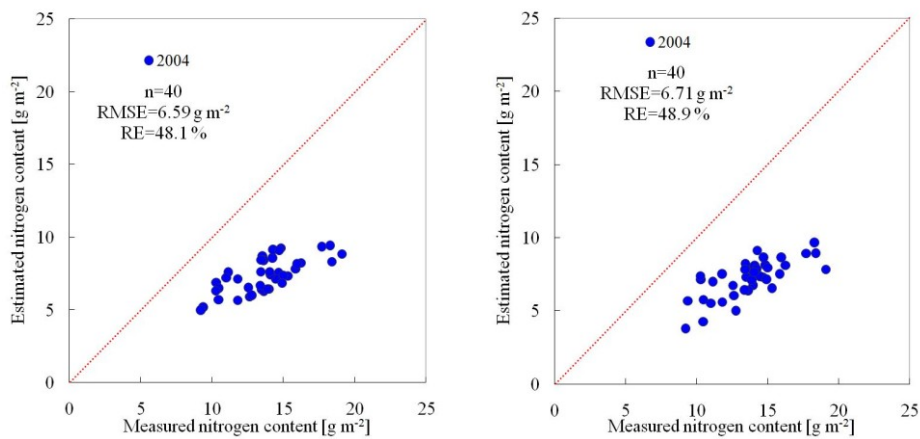 Estimated nitrogen content [g m⁻²]
25
20
15
10
5
0
2004
n=40
RMSE=6.59 g m⁻²
RE=48.1 %
0 5 10 15 20 25
Measured nitrogen content [g m⁻²]
Estimated nitrogen content [g m⁻²]
25
20
15
10
5
0
2004
n=40
RMSE=6.71 g m⁻²
RE=48.9 %
0 5 10 15 20 25
Measured nitrogen content [g m⁻²]